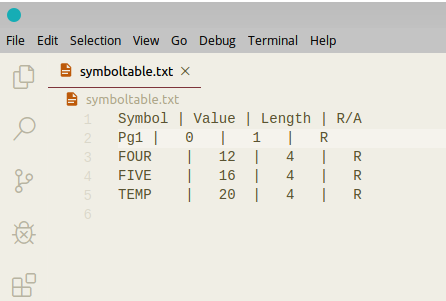 File Edit Selection View Go Debug Terminal Help
symboltable.txt
symboltable.txt
1 Symbol | Value | Length | R/A
2 Pg1 | 0 | 1 | R
3 FOUR | 12 | 4 | R
4 FIVE | 16 | 4 | R
5 TEMP | 20 | 4 | R
6